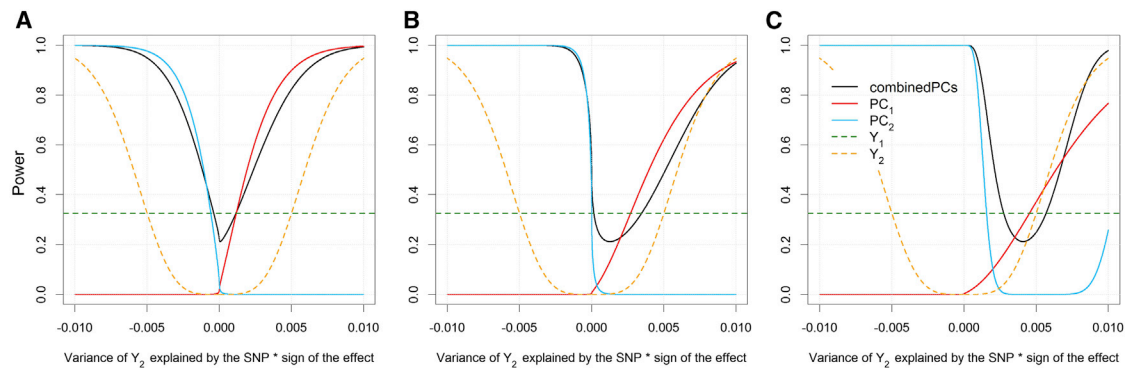 A
B
C
Power
1.0
0.8
0.6
0.4
0.2
0.0
-0.010
-0.005
0.000
0.005
0.010
Variance of Y2 explained by the SNP * sign of the effect
1.0
0.8
0.6
0.4
0.2
0.0
-0.010
-0.005
0.000
0.005
0.010
Variance of Y2 explained by the SNP * sign of the effect
1.0
0.8
0.6
0.4
0.2
0.0
combinedPCs
PC1
PC2
Y1
Y2
-0.010
-0.005
0.000
0.005
0.010
Variance of Y2 explained by the SNP * sign of the effect